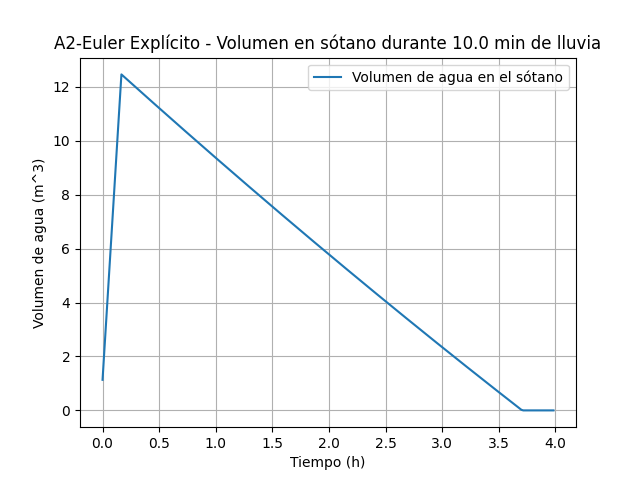 A2-Euler Explícito - Volumen en sótano durante 10.0 min de lluvia
Volumen de agua en el sótano
Volumen de agua (m^3)
12
10
8
6
4
2
0
0.0 0.5 1.0 1.5 2.0 2.5 3.0 3.5 4.0
Tiempo (h)